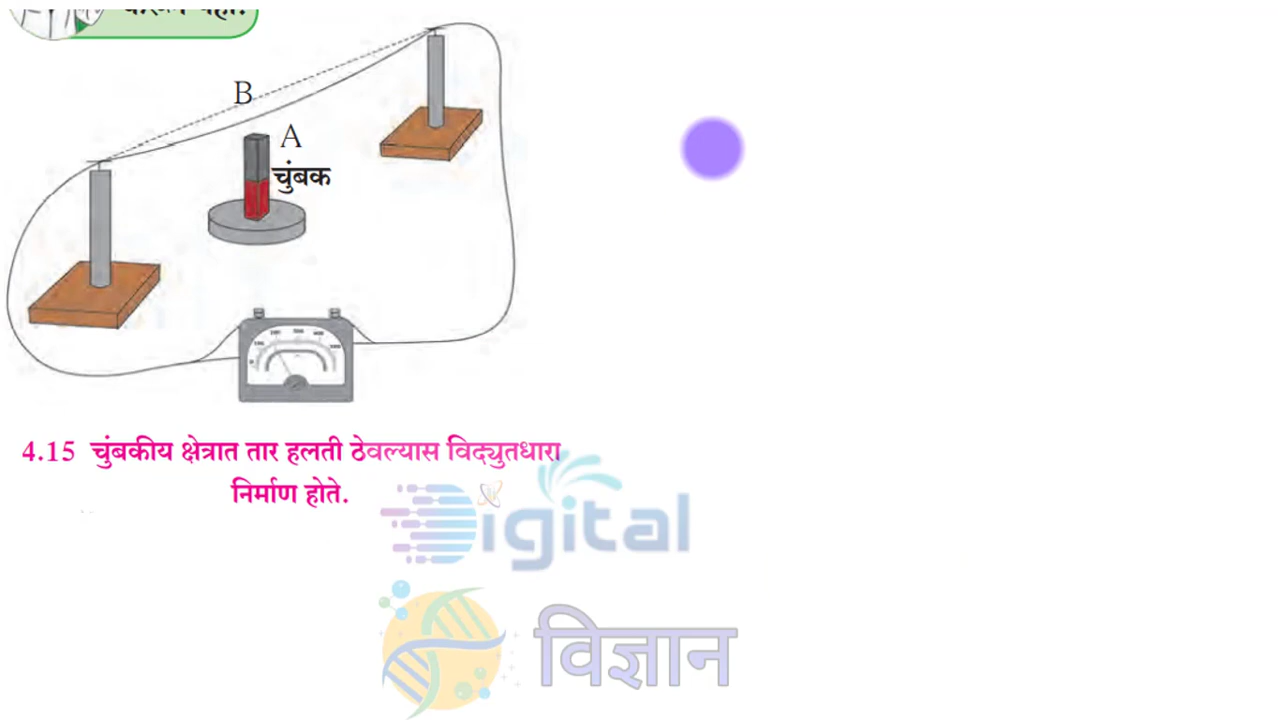 B
A
चुंबक
4.15 चुंबकीय क्षेत्रात तार हलती ठेवल्यास विद्युतधारा
निर्माण होते.
Digital
विज्ञान